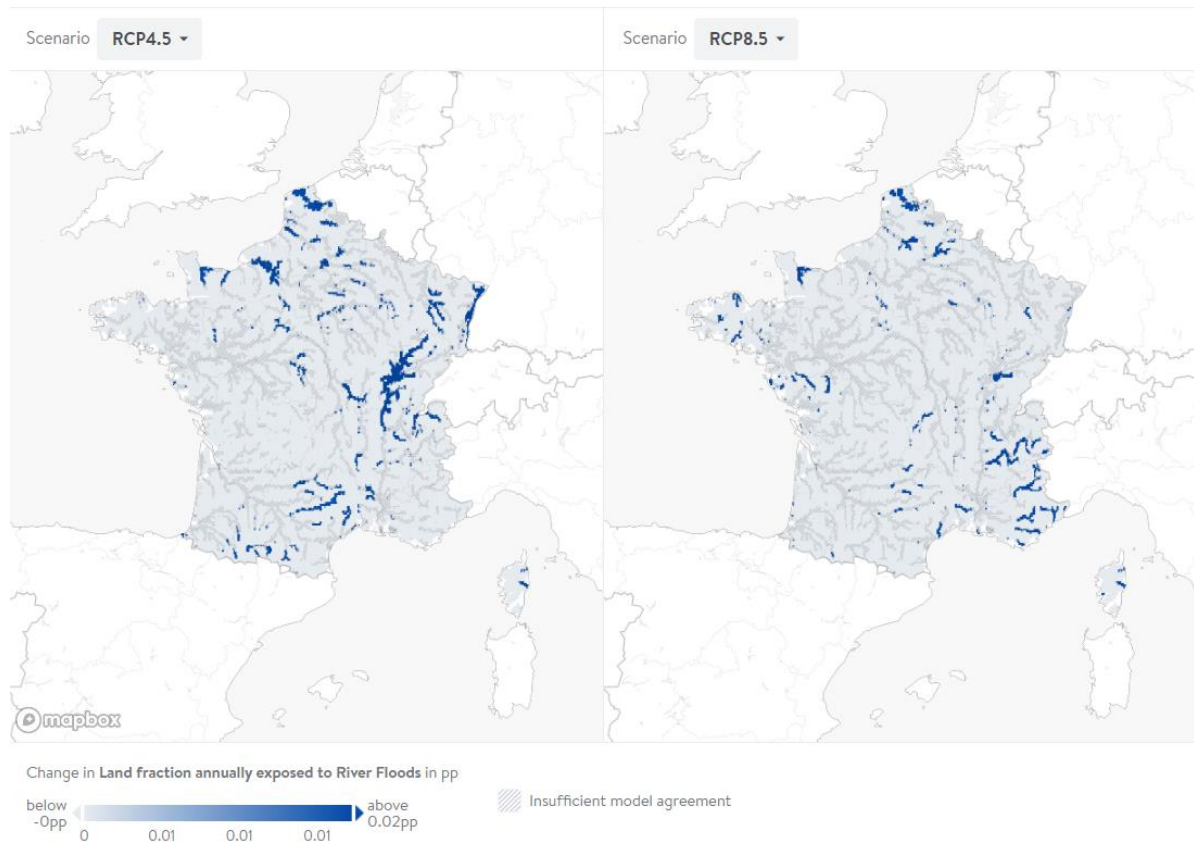 Scenario RCP4.5
Scenario RCP8.5
mapbox
Change in Land fraction annually exposed to River Floods in pp
below
-0pp
above
0.02pp
0 0.01 0.01 0.01
Insufficient model agreement